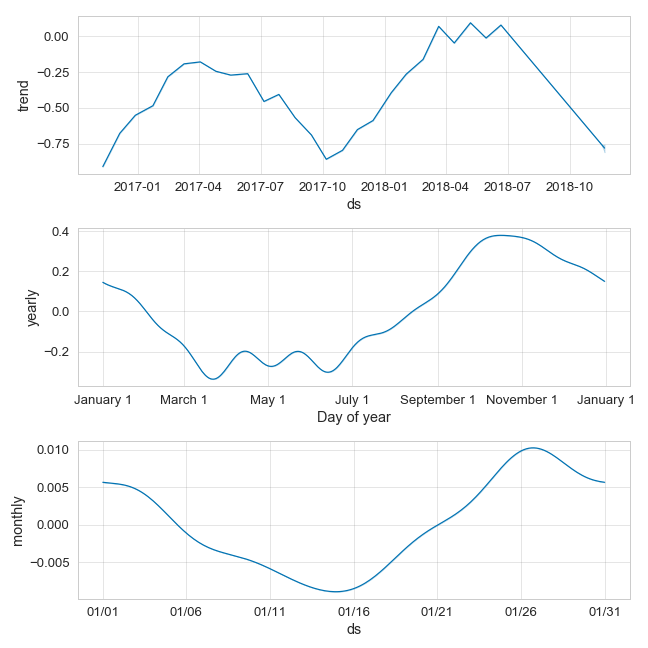 0.00
−0.25
−0.50
−0.75
trend
2017-01 2017-04 2017-07 2017-10 2018-01 2018-04 2018-07 2018-10
ds
0.4
0.2
0.0
−0.2
yearly
January 1 March 1 May 1 July 1 September 1 November 1 January 1
Day of year
0.010
0.005
0.000
−0.005
monthly
01/01 01/06 01/11 01/16 01/21 01/26 01/31
ds